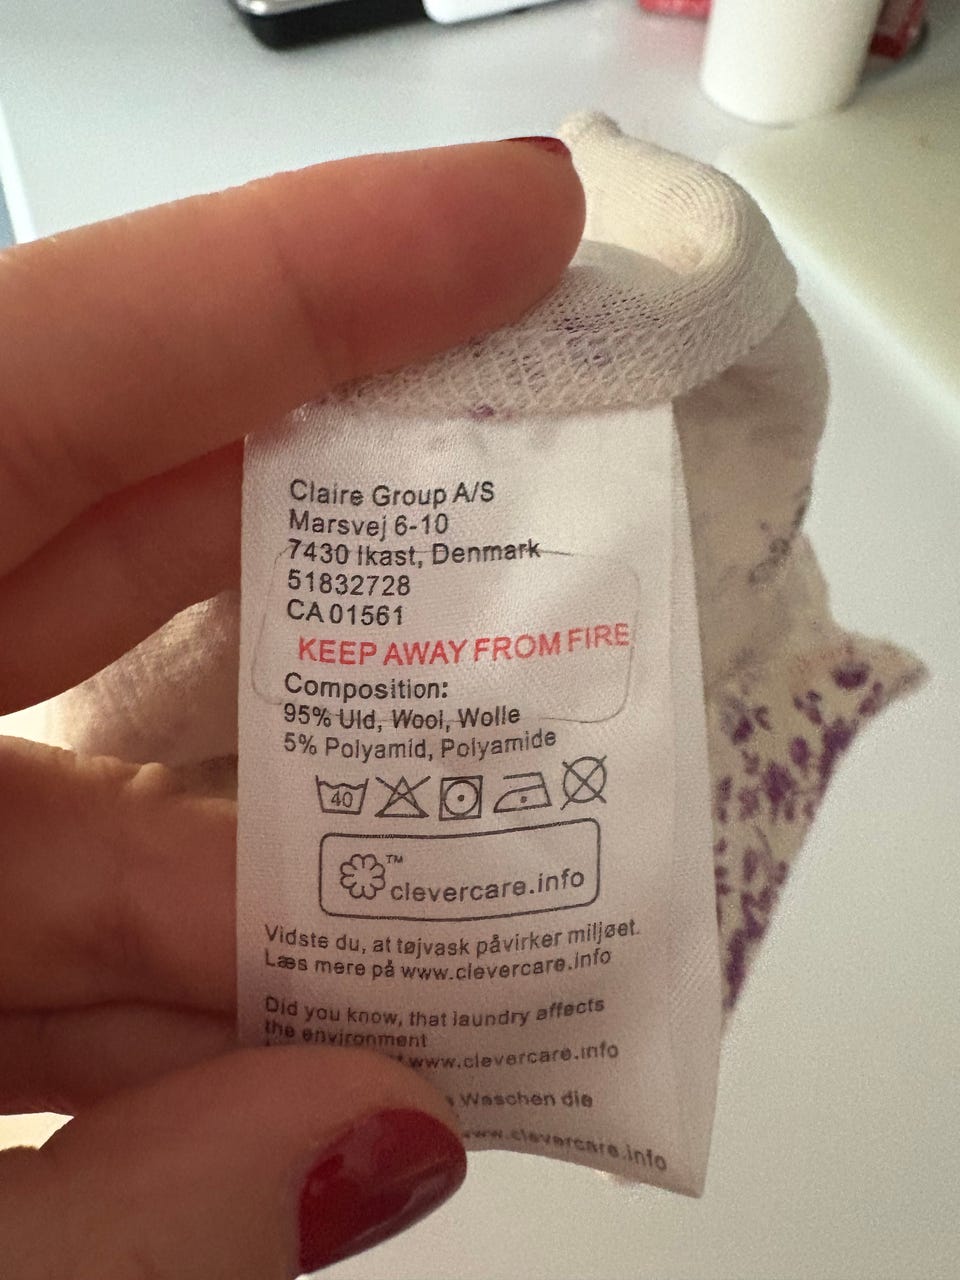 Claire Group A/S
Marsvej 6-10
7430 Ikast, Denmark
51832728
CA 01561
KEEP AWAY FROM FIRE
Composition:
95% Uld, Wool, Wolle
5% Polyamid, Polyamide
40
™
clevercare.info
Vidste du, at tøjvask påvirker miljøet.
Læs mere på www.clevercare.info
Did you know, that laundry affects
the environment
www.clevercare.info
Waschen die
www.clevercare.info